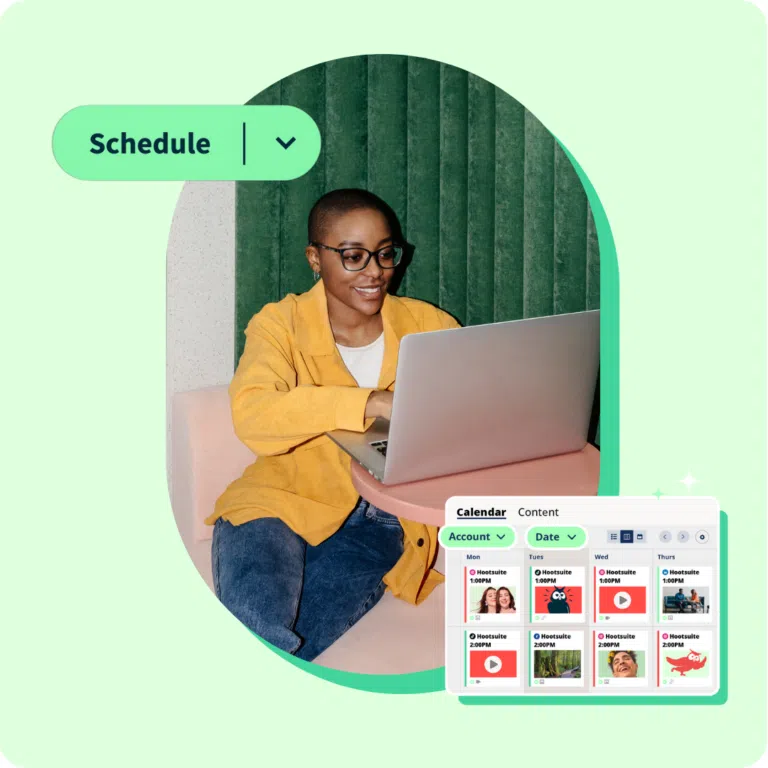 Schedule
Calendar Content
Account Date
Mon Tues Wed Thurs
Hootsuite Hootsuite Hootsuite Hootsuite
1:00PM 1:00PM 1:00PM 1:00PM
Hootsuite Hootsuite Hootsuite Hootsuite
2:00PM 2:00PM 2:00PM 2:00PM